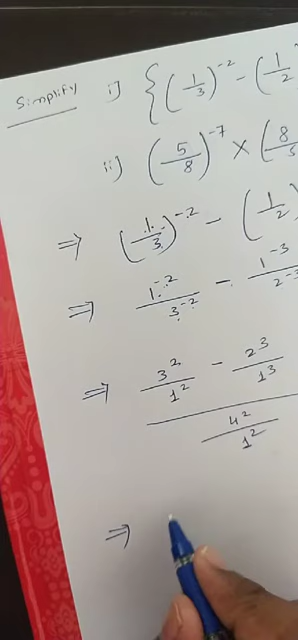 Simplify i) {(1/3)^-2 - (1/2)
ii) (5/8)^-7 × (8/5
⇒ (1/3)^-2 - (1/2)
⇒ 1^-2/3^-2 - 1^-3/2^-3
⇒ 3^2/1^2 - 2^3/1^3
4^2/1^2
⇒